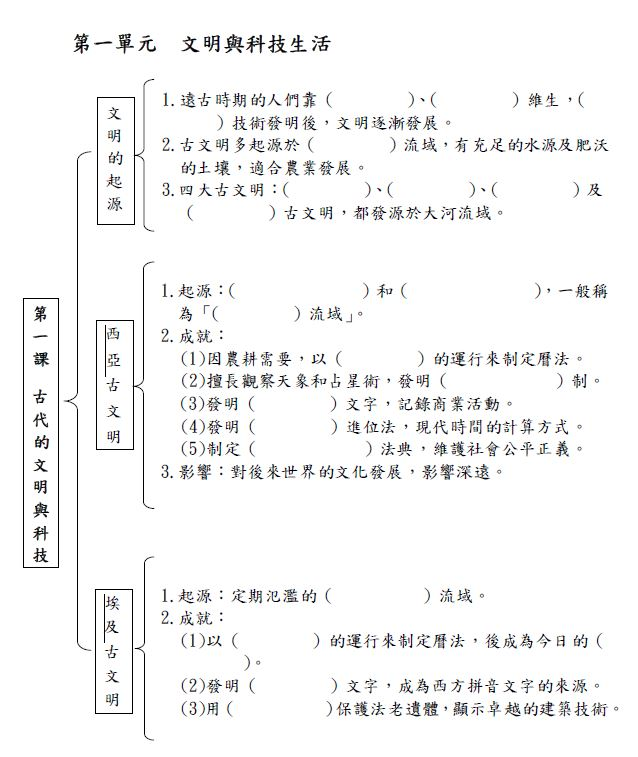 第一單元　文明與科技生活
第一課　古代的文明與科技
文明的起源
1.遠古時期的人們靠（　　　　）、（　　　　）維生，（
　　）技術發明後，文明逐漸發展。
2.古文明多起源於（　　　　）流域，有充足的水源及肥沃
的土壤，適合農業發展。
3.四大古文明：（　　　　）、（　　　　）、（　　　　）及
（　　　　）古文明，都發源於大河流域。
西亞古文明
1.起源：（　　　　　　）和（　　　　　　），一般稱
為「（　　　　）流域」。
2.成就：
(1)因農耕需要，以（　　　　）的運行來制定曆法。
(2)擅長觀察天象和占星術，發明（　　　　　　）制。
(3)發明（　　　　）文字，記錄商業活動。
(4)發明（　　　　）進位法，現代時間的計算方式。
(5)制定（　　　　　　）法典，維護社會公平正義。
3.影響：對後來世界的文化發展，影響深遠。
埃及古文明
1.起源：定期氾濫的（　　　　　）流域。
2.成就：
(1)以（　　　　）的運行來制定曆法，後成為今日的（
　　　）。
(2)發明（　　　　）文字，成為西方拼音文字的來源。
(3)用（　　　　　）保護法老遺體，顯示卓越的建築技術。